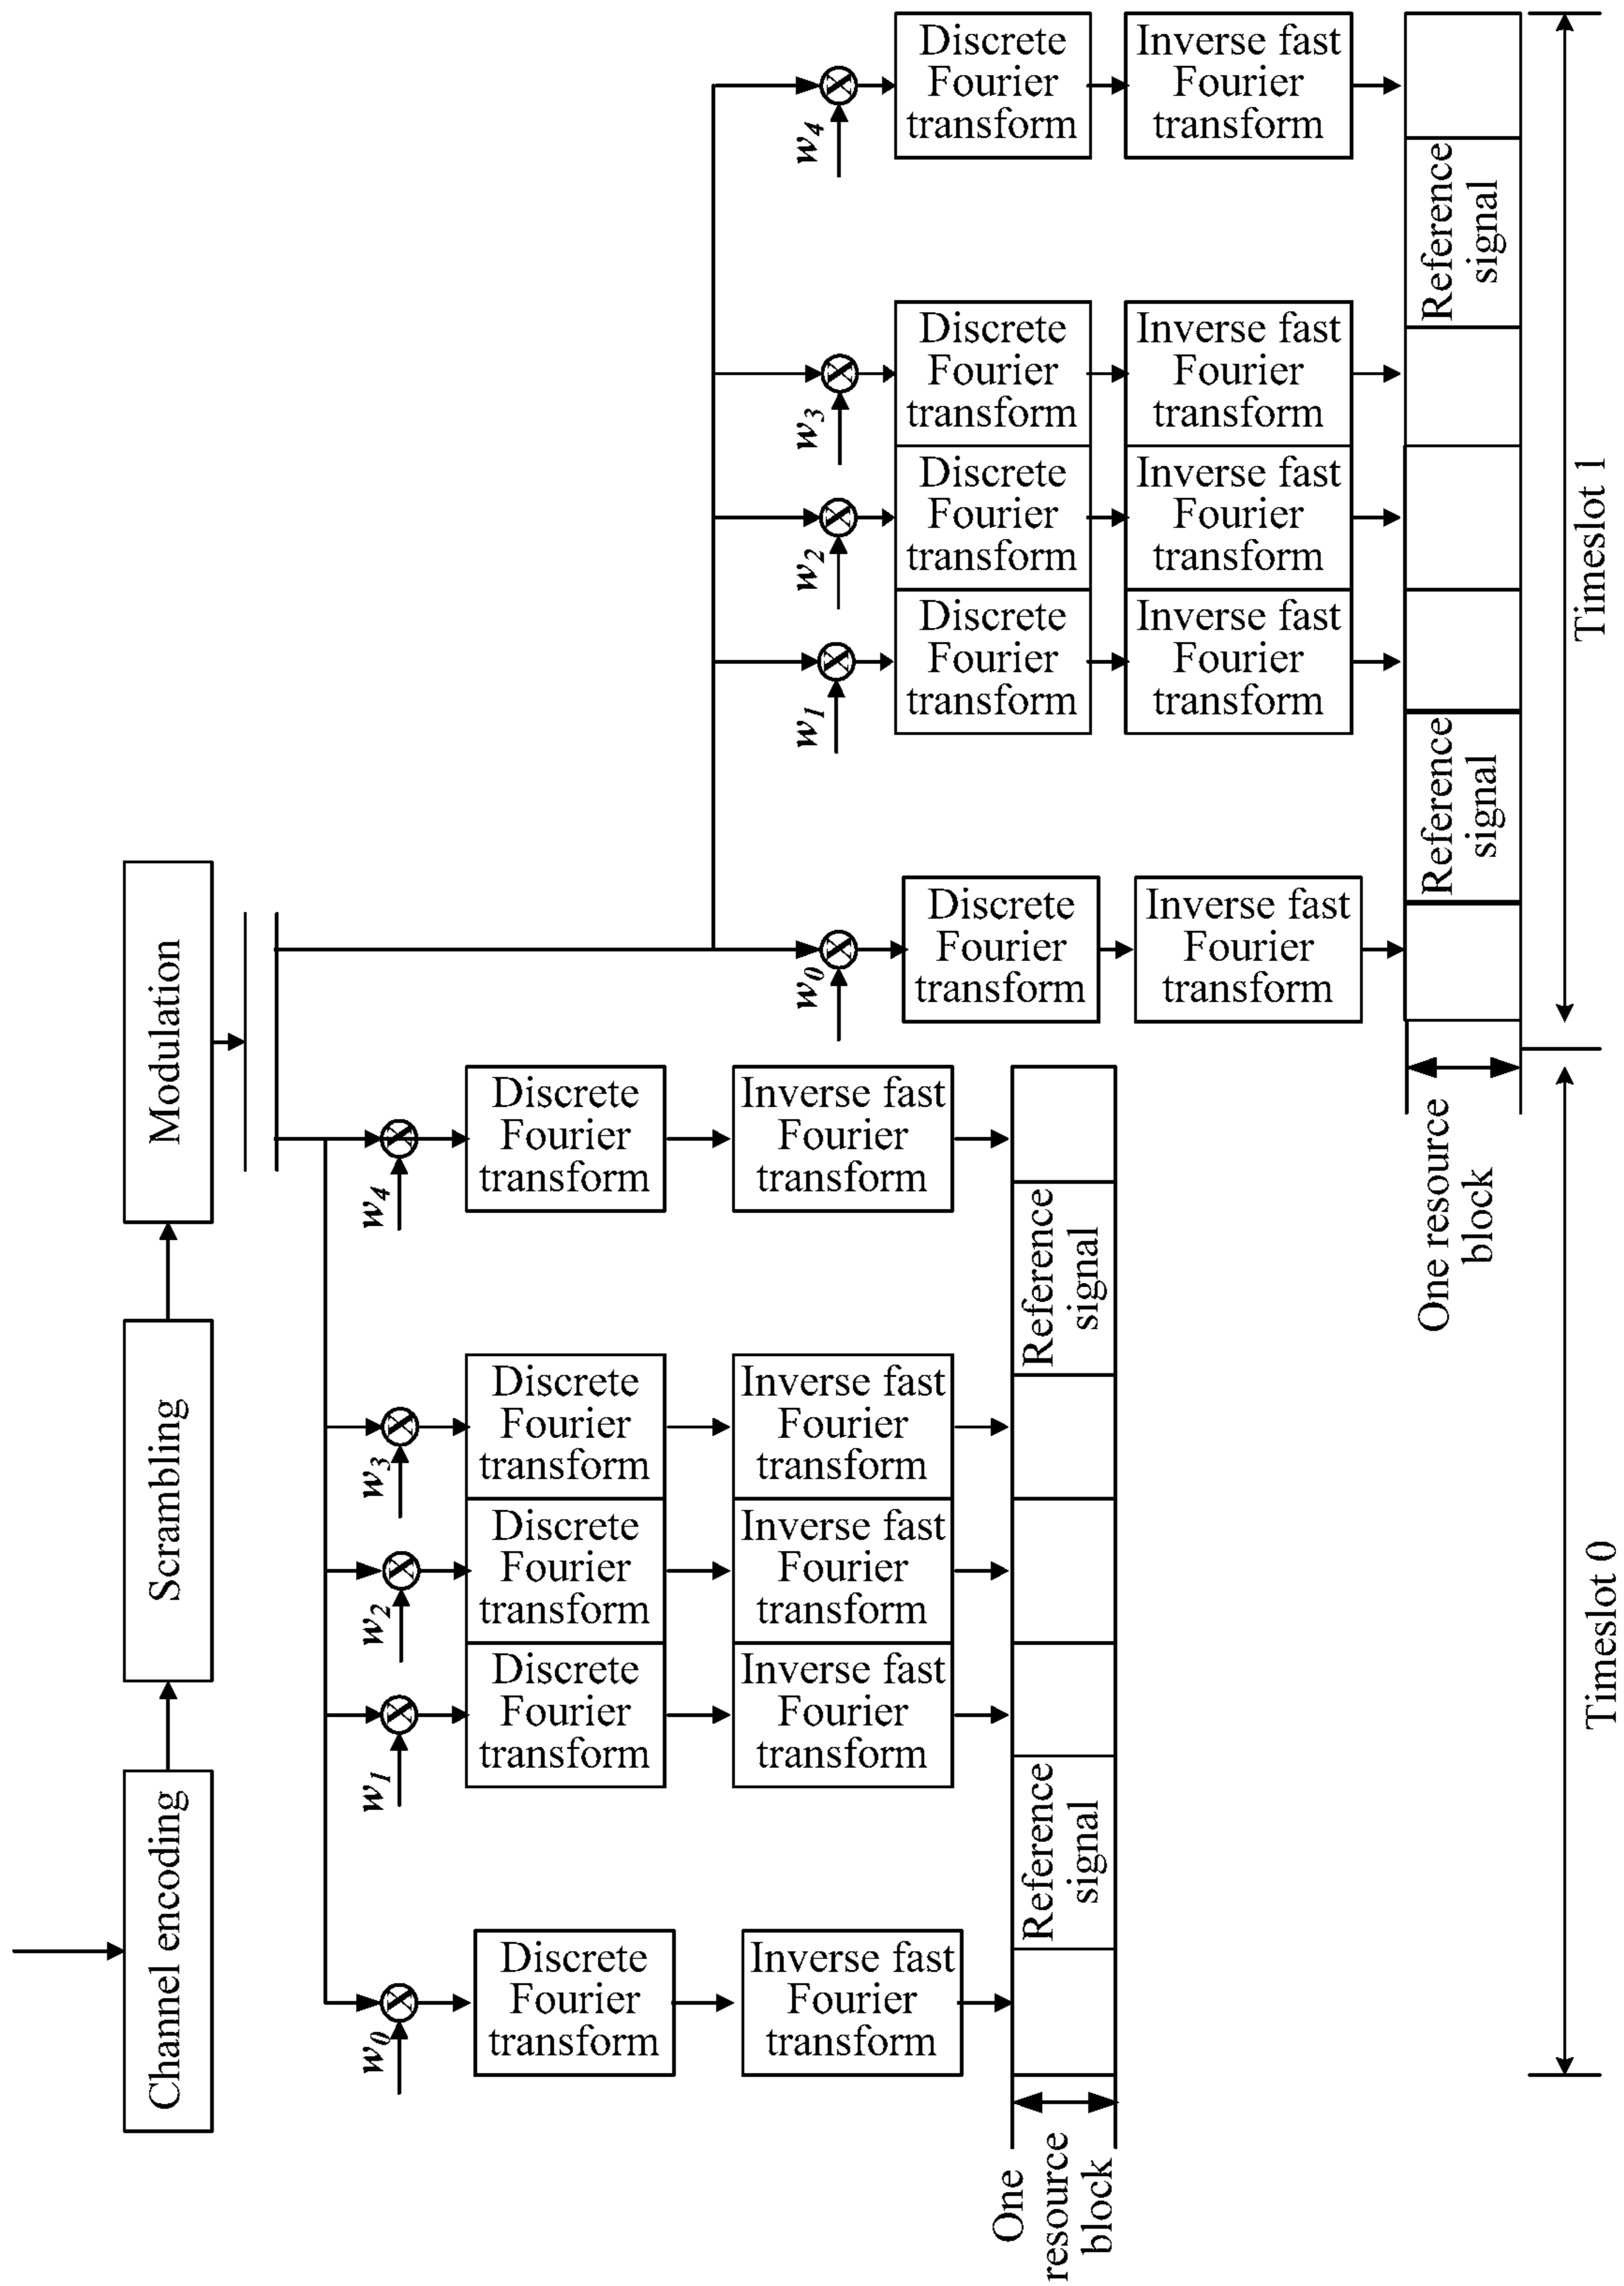 Channel encoding
Scrambling
Modulation
w0
w1
w2
w3
w4
Discrete
Fourier
transform
Inverse fast
Fourier
transform
Discrete
Fourier
transform
Inverse fast
Fourier
transform
Discrete
Fourier
transform
Inverse fast
Fourier
transform
Discrete
Fourier
transform
Inverse fast
Fourier
transform
Discrete
Fourier
transform
Inverse fast
Fourier
transform
One
resource
block
Reference
signal
Reference
signal
Timeslot 0
w0
w1
w2
w3
w4
Discrete
Fourier
transform
Inverse fast
Fourier
transform
Discrete
Fourier
transform
Inverse fast
Fourier
transform
Discrete
Fourier
transform
Inverse fast
Fourier
transform
Discrete
Fourier
transform
Inverse fast
Fourier
transform
Discrete
Fourier
transform
Inverse fast
Fourier
transform
One resource
block
Reference
signal
Reference
signal
Timeslot 1